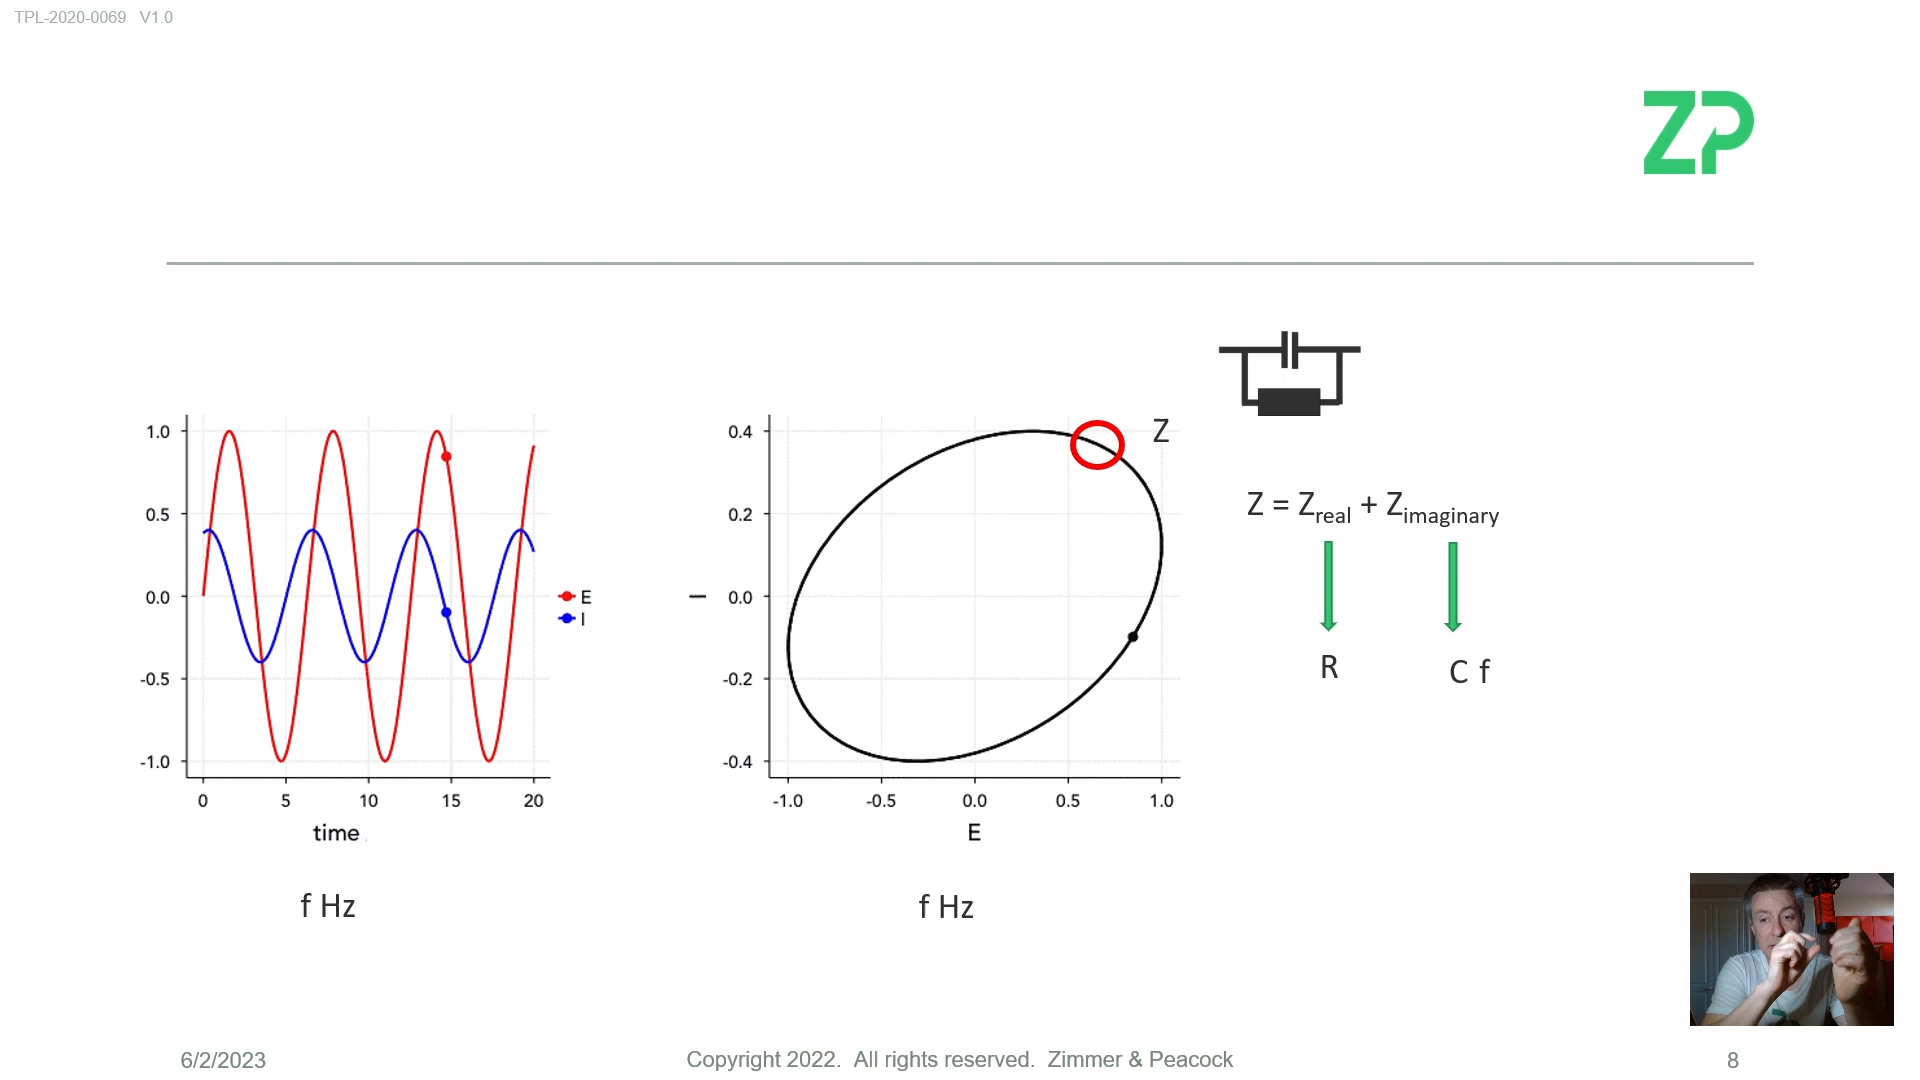 TPL-2020-0069 V1.0
ZP
1.0
0.5
0.0
-0.5
-1.0
0 5 10 15 20
time
E
I
f Hz
0.4
0.2
0.0
-0.2
-0.4
I
-1.0 -0.5 0.0 0.5 1.0
E
f Hz
Z
Z = Zreal + Zimaginary
R C f
6/2/2023 Copyright 2022. All rights reserved. Zimmer & Peacock 8